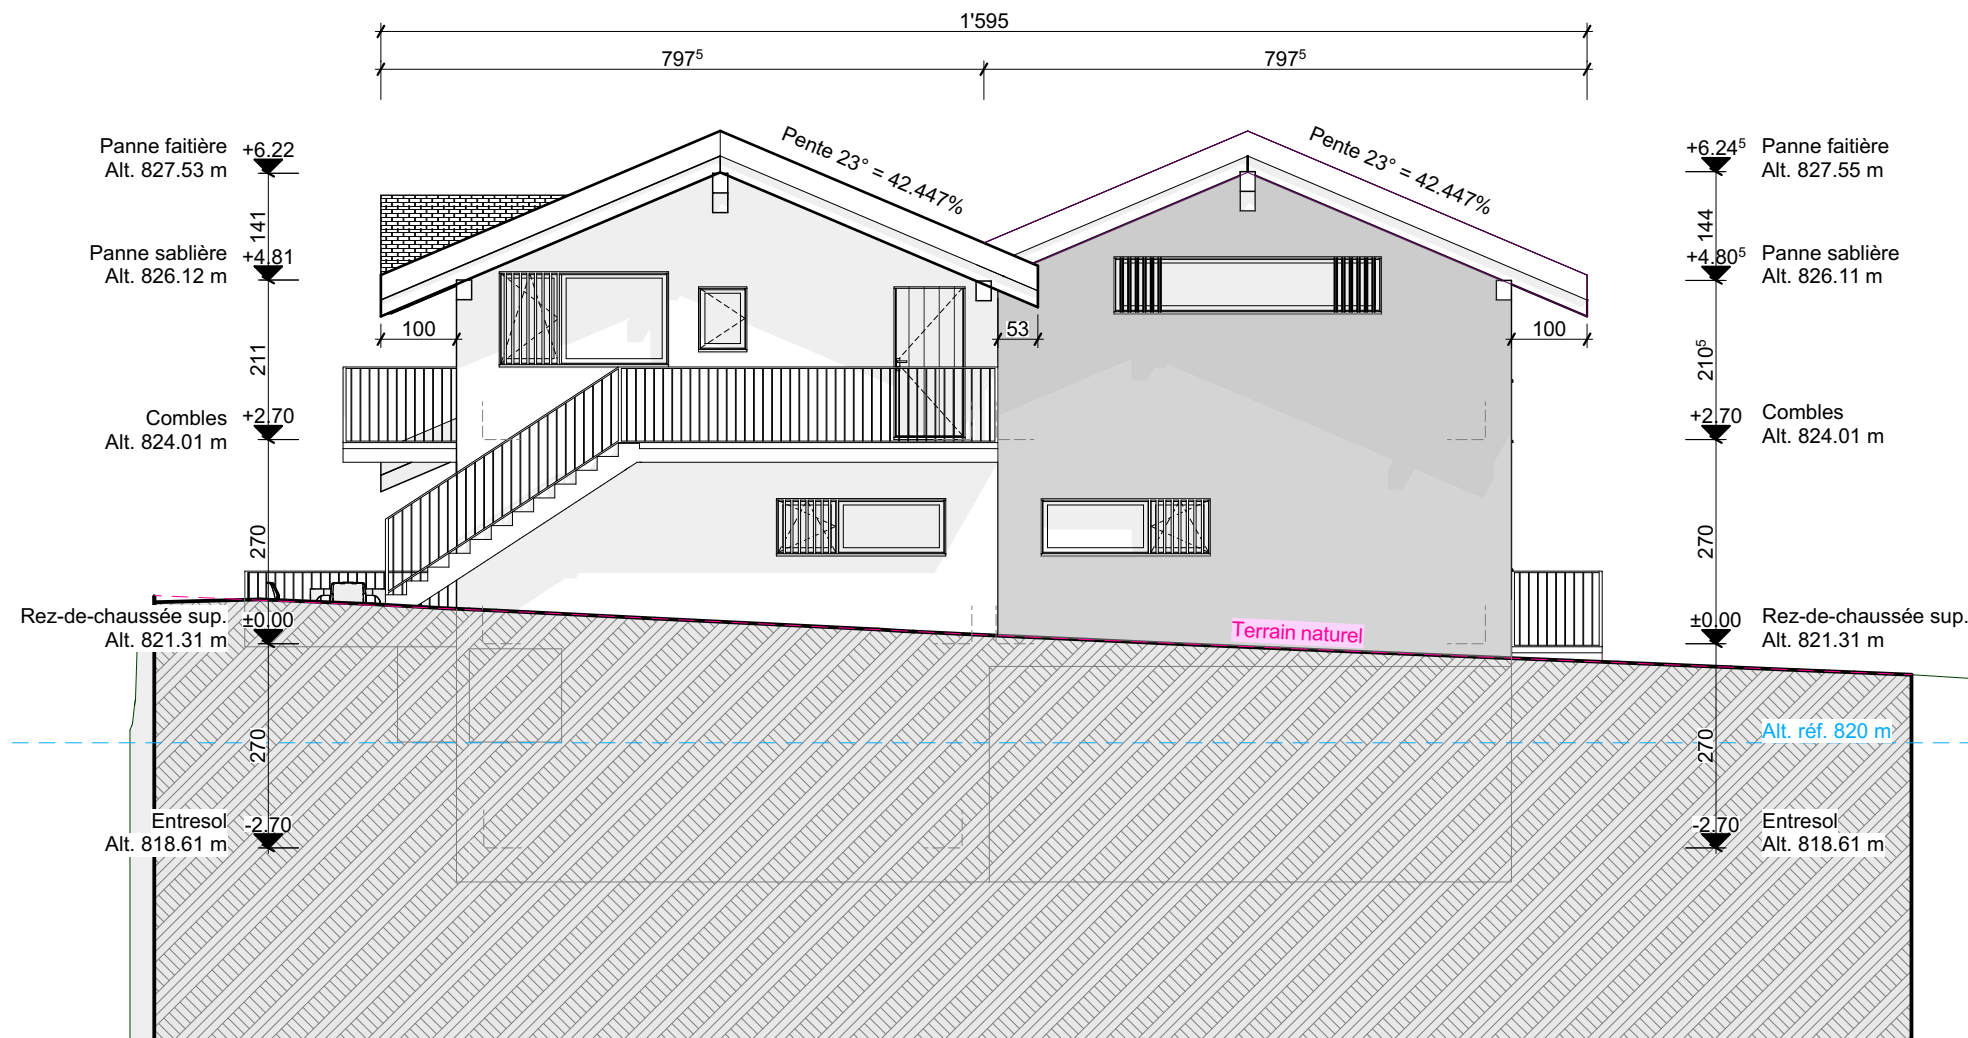 1'595
797⁵
797⁵
Pente 23° = 42.447%
Pente 23° = 42.447%
Panne faitière
Alt. 827.53 m
+6.22
141
Panne sablière
Alt. 826.12 m
+4.81
211
Combles
Alt. 824.01 m
+2.70
270
Rez-de-chaussée sup.
Alt. 821.31 m
±0.00
270
Entresol
Alt. 818.61 m
-2.70
100
53
100
Terrain naturel
+6.24⁵
Panne faitière
Alt. 827.55 m
144
+4.80⁵
Panne sablière
Alt. 826.11 m
210⁵
+2.70
Combles
Alt. 824.01 m
270
±0.00
Rez-de-chaussée sup.
Alt. 821.31 m
Alt. réf. 820 m
270
-2.70
Entresol
Alt. 818.61 m